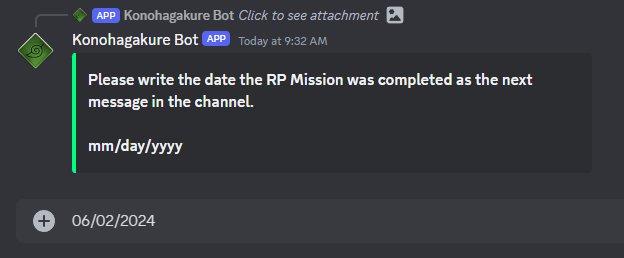 APP Konohagakure Bot Click to see attachment
Konohagakure Bot APP Today at 9:32 AM
Please write the date the RP Mission was completed as the next
message in the channel.
mm/day/yyyy
06/02/2024